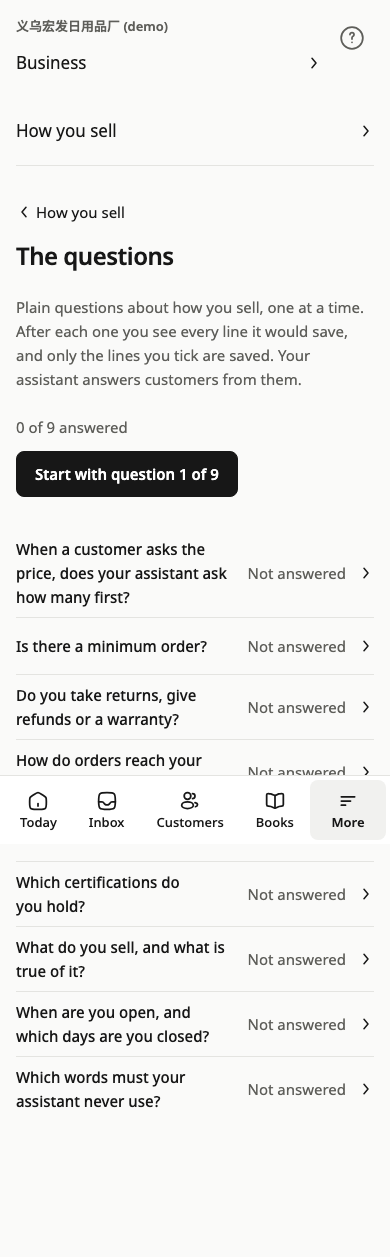 义乌宏发日用品厂 (demo)
Business
How you sell
How you sell
The questions
Plain questions about how you sell, one at a time.
After each one you see every line it would save,
and only the lines you tick are saved. Your
assistant answers customers from them.
0 of 9 answered
Start with question 1 of 9
When a customer asks the
price, does your assistant ask
how many first?
Not answered
Is there a minimum order?
Not answered
Do you take returns, give
refunds or a warranty?
Not answered
How do orders reach your
Not answered
Today
Inbox
Customers
Books
More
Which certifications do
you hold?
Not answered
What do you sell, and what is
true of it?
Not answered
When are you open, and
which days are you closed?
Not answered
Which words must your
assistant never use?
Not answered